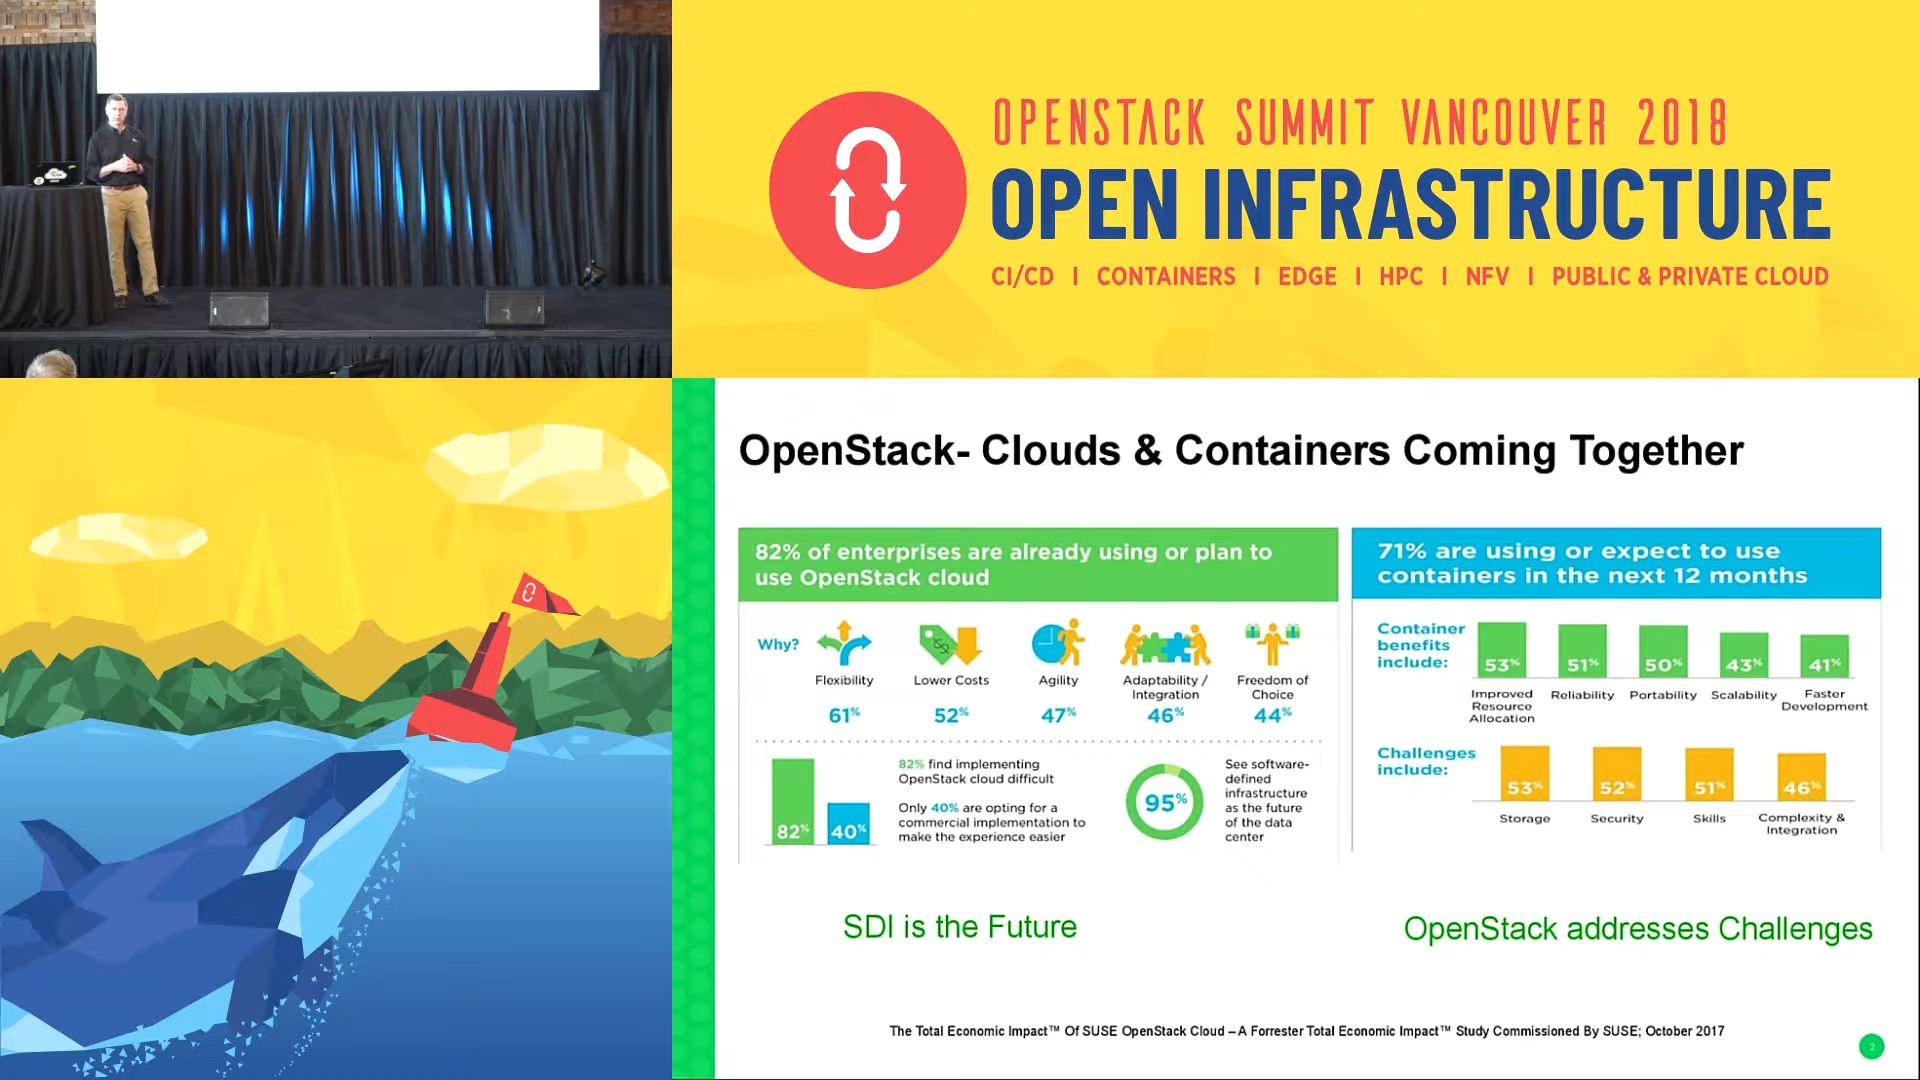 OPENSTACK SUMMIT VANCOUVER 2018
OPEN INFRASTRUCTURE
CI/CD | CONTAINERS | EDGE | HPC | NFV | PUBLIC & PRIVATE CLOUD
OpenStack- Clouds & Containers Coming Together
82% of enterprises are already using or plan to
use OpenStack cloud
Why?
Flexibility
61%
Lower Costs
52%
Agility
47%
Adaptability /
Integration
46%
Freedom of
Choice
44%
82%
40%
82% find implementing
OpenStack cloud difficult
Only 40% are opting for a
commercial implementation to
make the experience easier
95%
See software-
defined
infrastructure
as the future
of the data
center
71% are using or expect to use
containers in the next 12 months
Container
benefits
include:
53%
Improved
Resource
Allocation
51%
Reliability
50%
Portability
43%
Scalability
41%
Faster
Development
Challenges
include:
53%
Storage
52%
Security
51%
Skills
46%
Complexity &
Integration
SDI is the Future
OpenStack addresses Challenges
The Total Economic Impact™ Of SUSE OpenStack Cloud – A Forrester Total Economic Impact™ Study Commissioned By SUSE; October 2017
2